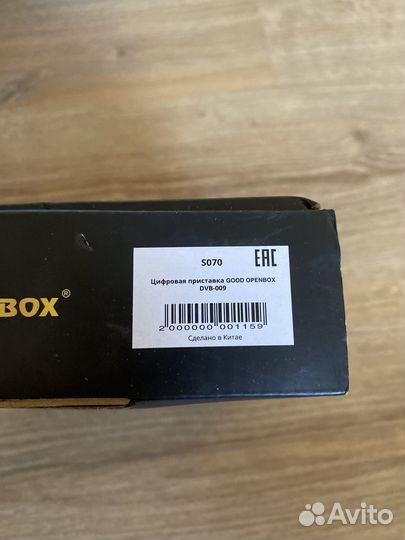 BOX®
S070
EAC
Цифровая приставка GOOD OPENBOX
DVB-009
2 000000 001159
Сделано в Китае
Avito